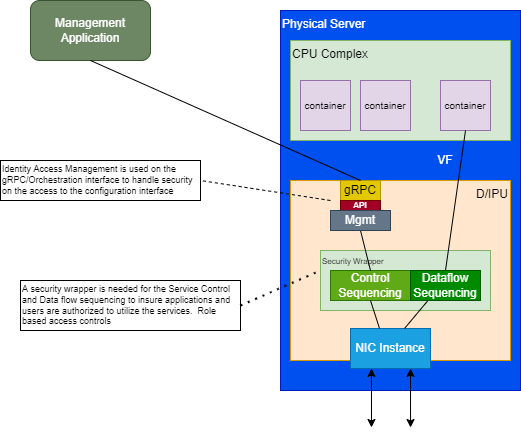 Management
Application
Physical Server
CPU Complex
container
container
container
VF
Identity Access Management is used on the
gRPC/Orchestration interface to handle security
on the access to the configuration interface
gRPC
API
Mgmt
D/IPU
Security Wrapper
A security wrapper is needed for the Service Control
and Data flow sequencing to insure applications and
users are authorized to utilize the services.  Role
based access controls
Control
Sequencing
Dataflow
Sequencing
NIC Instance